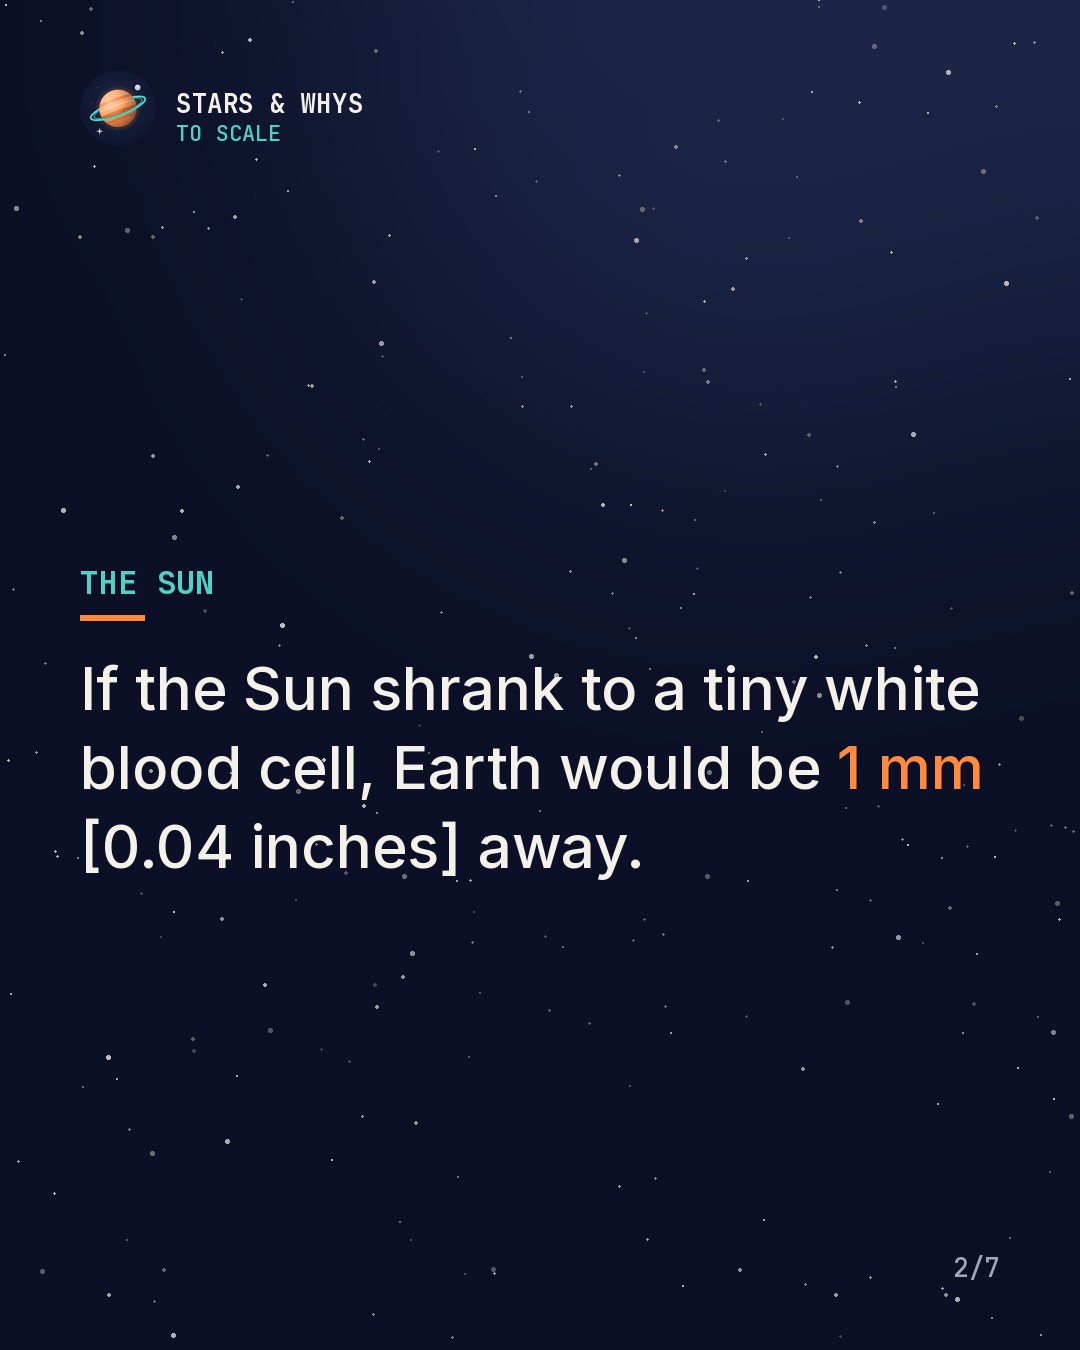 STARS & WHYS
TO SCALE
THE SUN
If the Sun shrank to a tiny white
blood cell, Earth would be 1 mm
[0.04 inches] away.
2/7